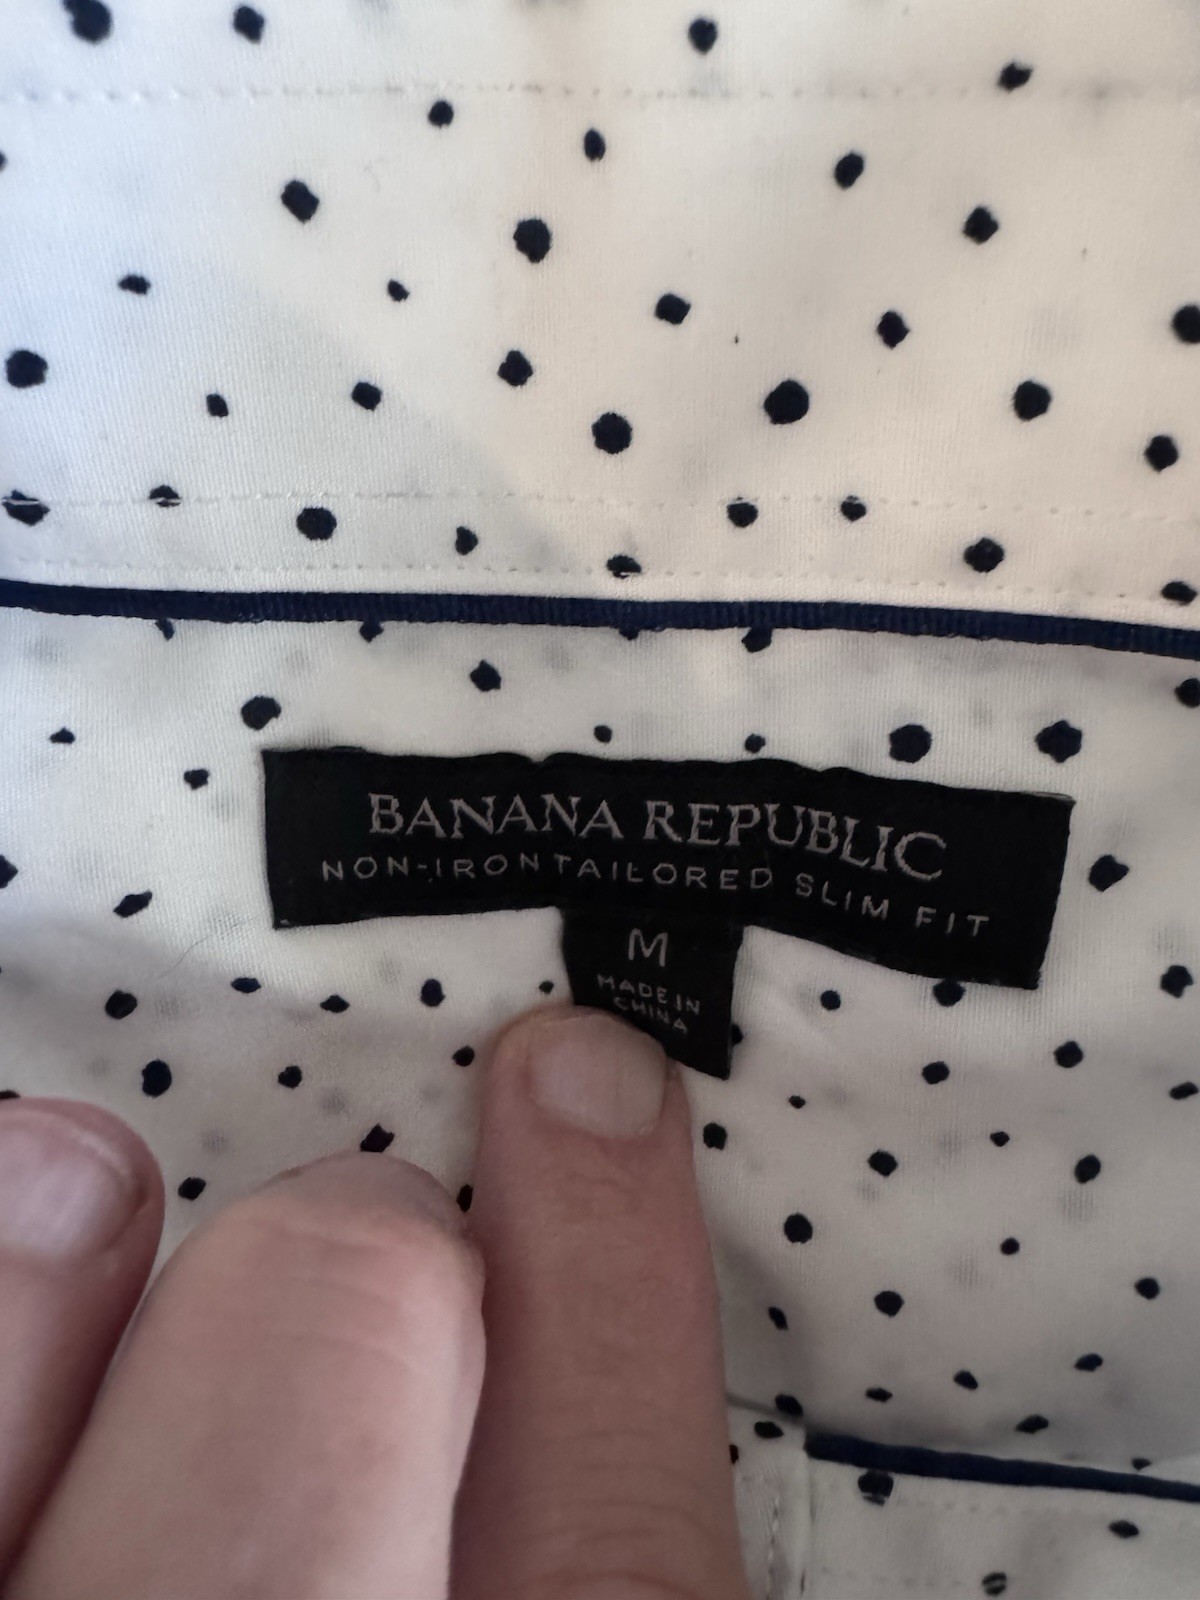 BANANA REPUBLIC
NON-IRON TAILORED SLIM FIT
M
MADE IN
CHINA